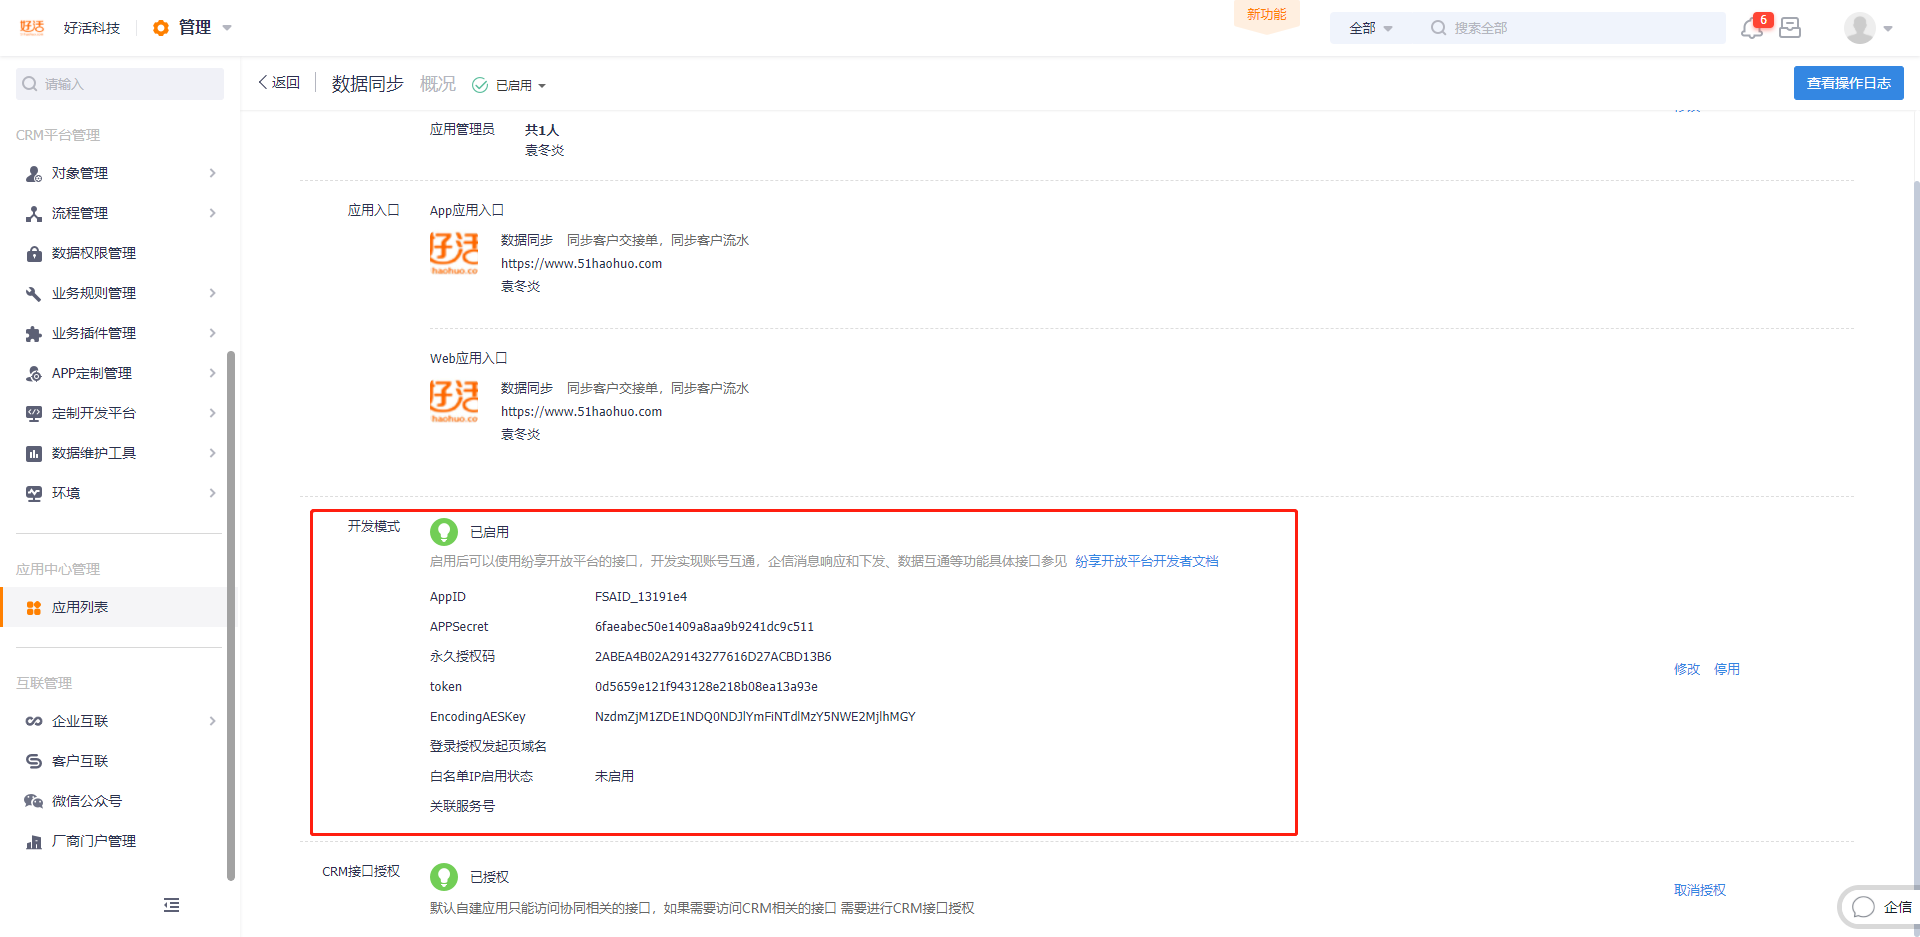 好活
好活科技
管理
新功能
全部
搜索全部
6
请输入
CRM平台管理
对象管理
流程管理
数据权限管理
业务规则管理
业务插件管理
APP定制管理
定制开发平台
数据维护工具
环境
应用中心管理
应用列表
互联管理
企业互联
客户互联
微信公众号
厂商门户管理
返回
数据同步
概况
已启用
查看操作日志
应用管理员
共1人
袁冬炎
应用入口
App应用入口
好活
haohuo.co
数据同步 同步客户交接单，同步客户流水
https://www.51haohuo.com
袁冬炎
Web应用入口
好活
haohuo.co
数据同步 同步客户交接单，同步客户流水
https://www.51haohuo.com
袁冬炎
开发模式
已启用
启用后可以使用纷享开放平台的接口，开发实现账号互通，企信消息响应和下发、数据互通等功能具体接口参见 纷享开放平台开发者文档
AppID FSAID_13191e4
APPSecret 6faeabec50e1409a8aa9b9241dc9c511
永久授权码 2ABEA4B02A29143277616D27ACBD13B6
token 0d5659e121f943128e218b08ea13a93e
EncodingAESKey NzdmZjM1ZDE1NDQ0NDJlYmFiNTdlMzY5NWE2MjlhMGY
登录授权发起页域名
白名单IP启用状态 未启用
关联服务号
修改 停用
CRM接口授权
已授权
默认自建应用只能访问协同相关的接口，如果需要访问CRM相关的接口 需要进行CRM接口授权
取消授权
企信